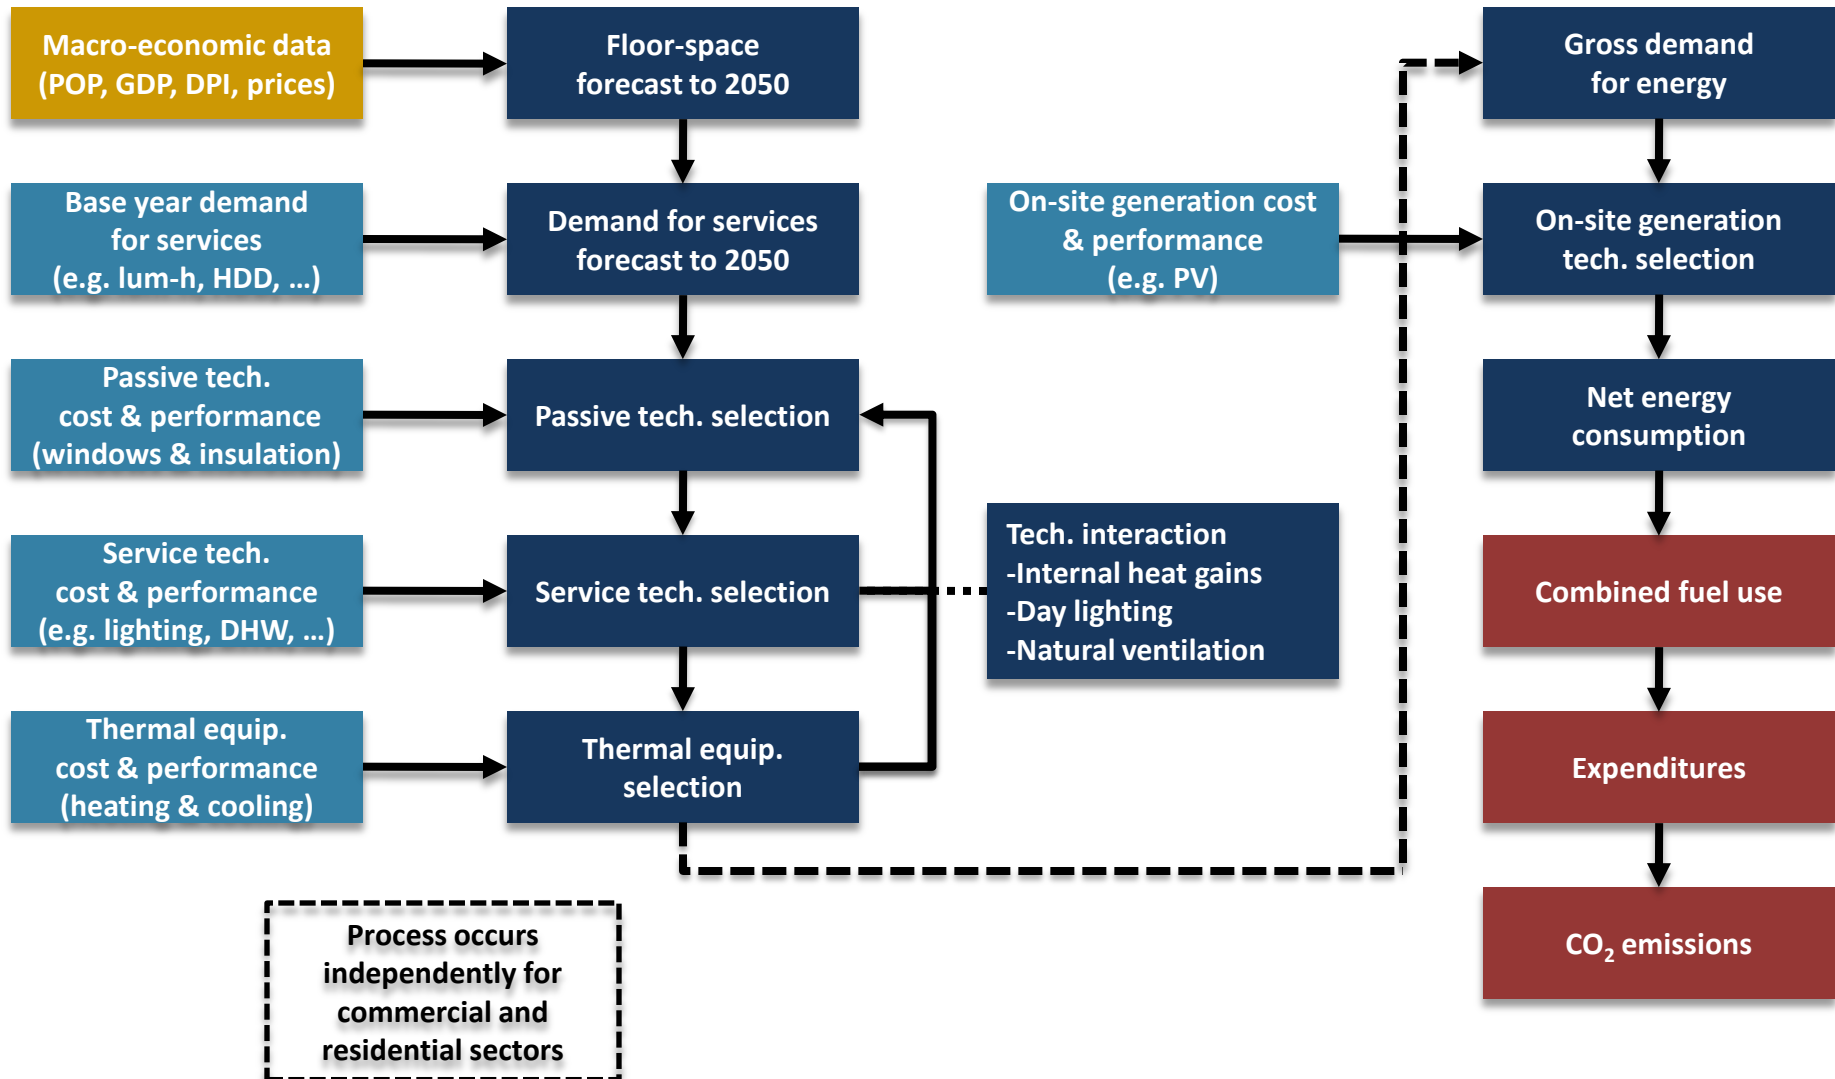 Macro-economic data
(POP, GDP, DPI, prices)
Floor-space
forecast to 2050
Gross demand
for energy
Base year demand
for services
(e.g. lum-h, HDD, ...)
Demand for services
forecast to 2050
On-site generation cost
& performance
(e.g. PV)
On-site generation
tech. selection
Passive tech.
cost & performance
(windows & insulation)
Passive tech. selection
Net energy
consumption
Service tech.
cost & performance
(e.g. lighting, DHW, ...)
Service tech. selection
Tech. interaction
-Internal heat gains
-Day lighting
-Natural ventilation
Combined fuel use
Thermal equip.
cost & performance
(heating & cooling)
Thermal equip.
selection
Expenditures
Process occurs
independently for
commercial and
residential sectors
CO₂ emissions